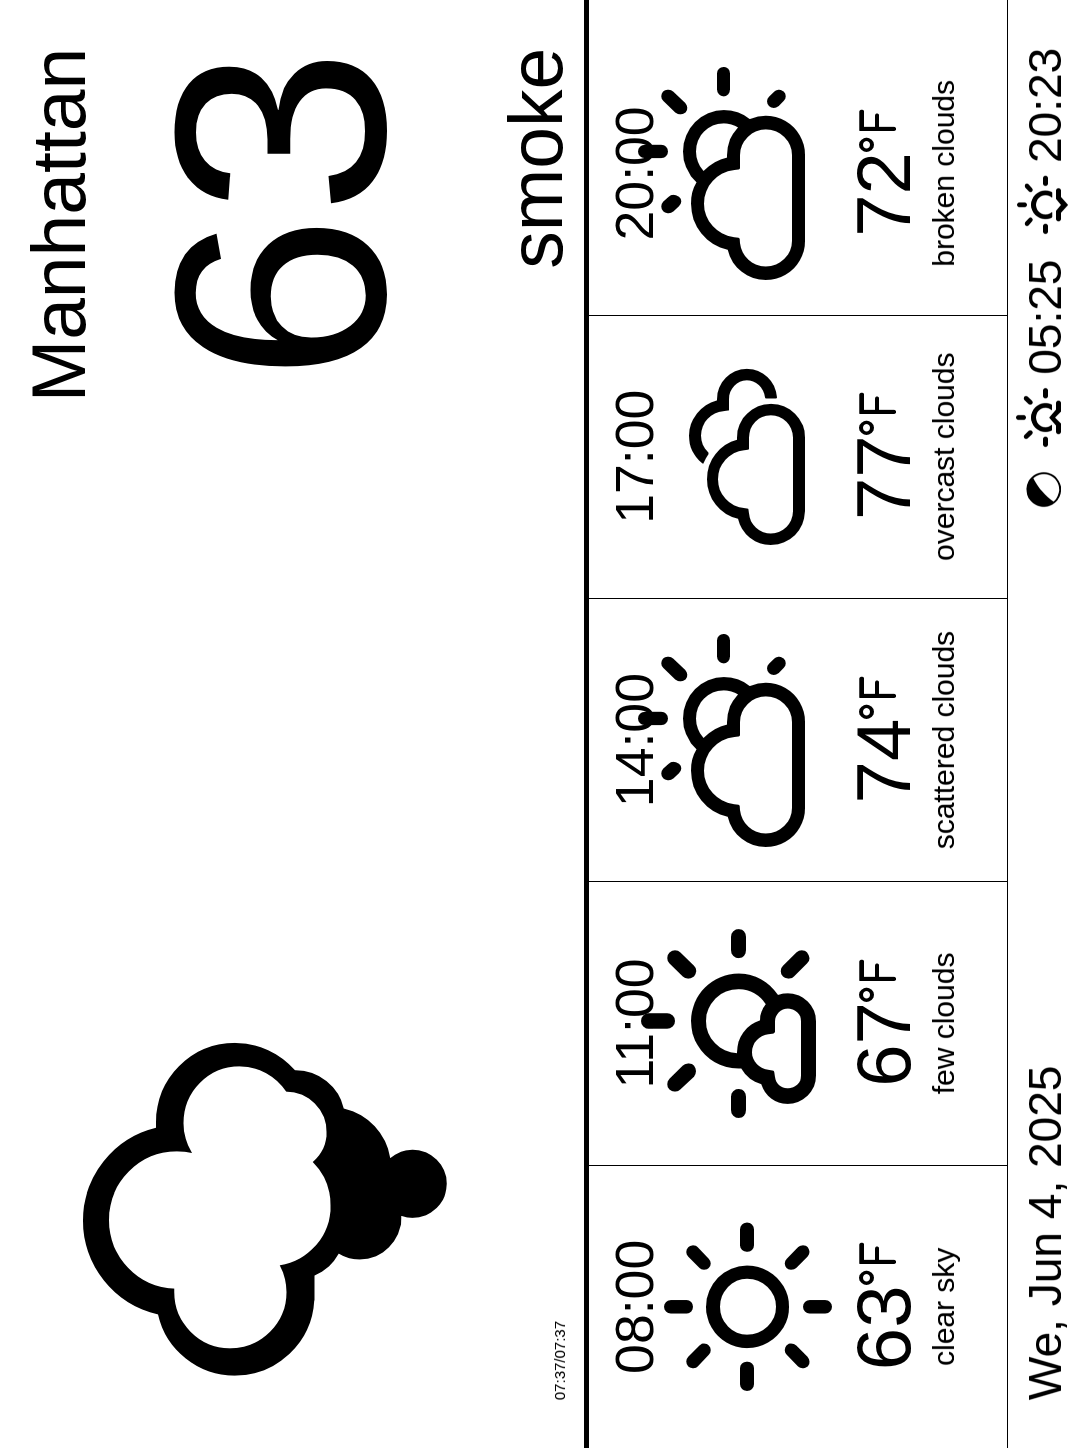 Manhattan
63
smoke
07:37/07:37
08:00
63°F
clear sky
11:00
67°F
few clouds
14:00
74°F
scattered clouds
17:00
77°F
overcast clouds
20:00
72°F
broken clouds
We, Jun 4, 2025
05:25 20:23